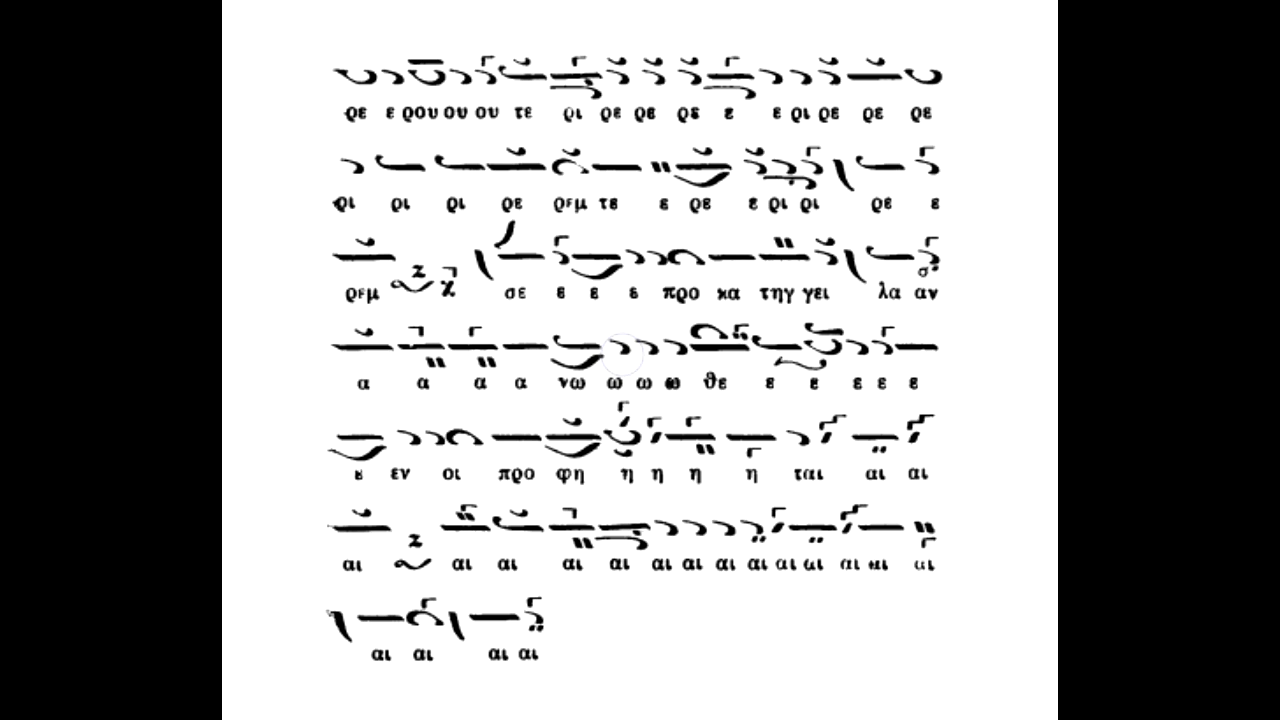 ρε ε ρου ου ου τε ρι ρε ρε ρε ε ε ρι ρε ρε ρε
ρι ρι ρι ρε ρεμ τε ε ρε ε ρι ρι ρε ε
ρεμ χ σε ε ε ε προ κα τηγ γει λα αν
α α α α νω ω ω ω θε ε ε ε ε ε
ε εν οι προ φη η η η η ται αι αι
αι αι αι αι αι αι αι αι αι αι αι αι αι αι
αι αι αι αι